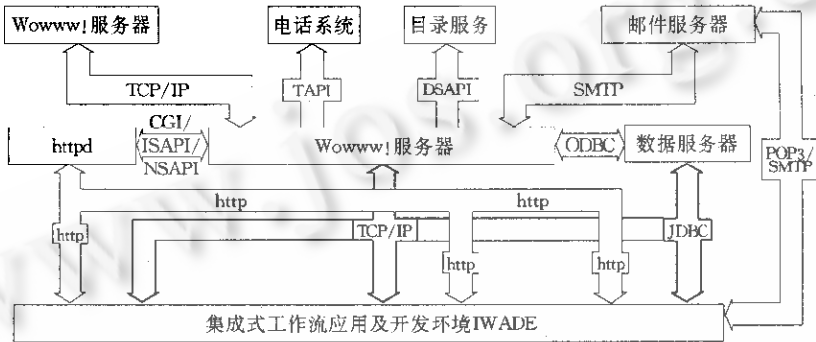 Wowww!服务器
电话系统
目录服务
邮件服务器
TCP/IP
TAPI
DSAPI
SMTP
httpd
CGI/
ISAPI/
NSAPI
Wowww!服务器
ODBC
数据服务器
POP3/
SMTP
http
http
http
TCP/IP
JDBC
http
http
集成式工作流应用及开发环境IWADE
www.jos.org